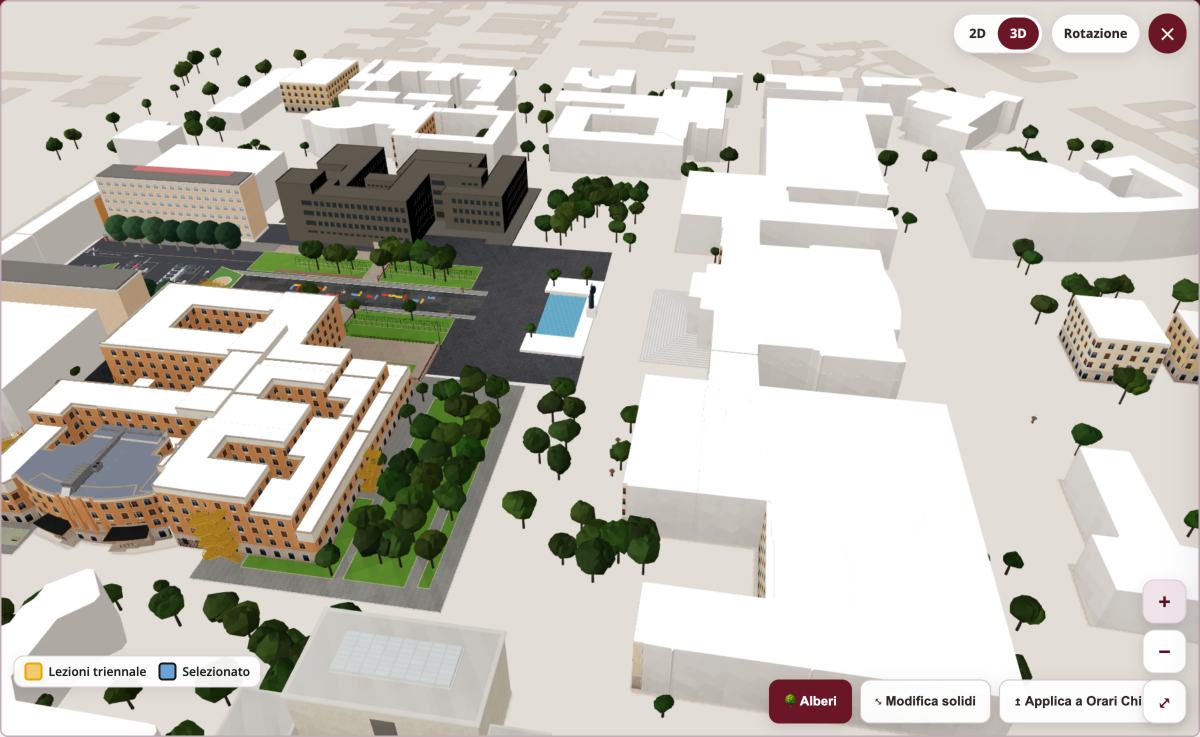 2D 3D Rotazione ×
+
−
Lezioni triennale Selezionato
Alberi Modifica solidi Applica a Orari Chi